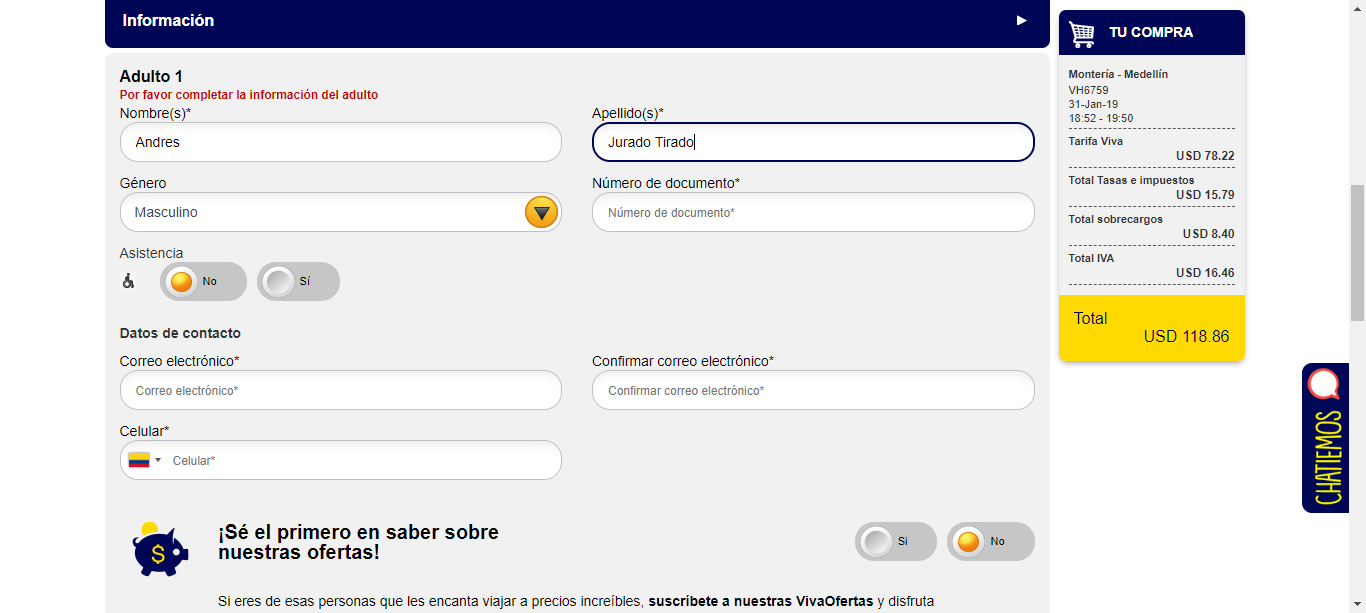 Información
TU COMPRA
Adulto 1
Por favor completar la información del adulto
Nombre(s)*
Apellido(s)*
Andres
Jurado Tirado
Género
Número de documento*
Masculino
Número de documento*
Asistencia
No
Sí
Datos de contacto
Correo electrónico*
Confirmar correo electrónico*
Correo electrónico*
Confirmar correo electrónico*
Celular*
Celular*
¡Sé el primero en saber sobre
nuestras ofertas!
Si
No
Si eres de esas personas que les encanta viajar a precios increíbles, suscríbete a nuestras VivaOfertas y disfruta
Montería - Medellín
VH6759
31-Jan-19
18:52 - 19:50
Tarifa Viva
USD 78.22
Total Tasas e impuestos
USD 15.79
Total sobrecargos
USD 8.40
Total IVA
USD 16.46
Total
USD 118.86
CHATIEMOS
$